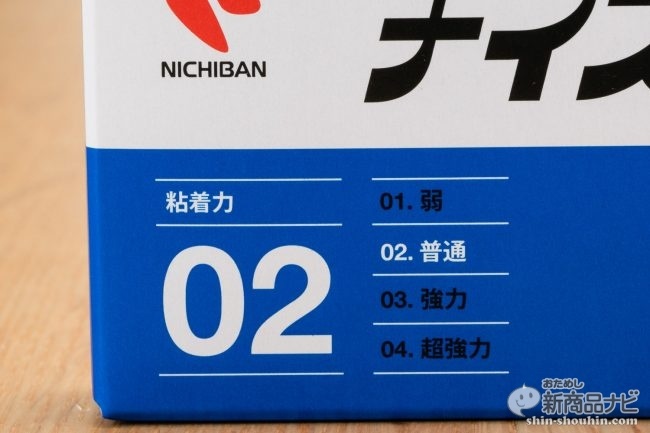 NICHIBAN
ナイス
粘着力
02
01. 弱
02. 普通
03. 強力
04. 超強力
おためし
新商品ナビ
shin-shouhin.com